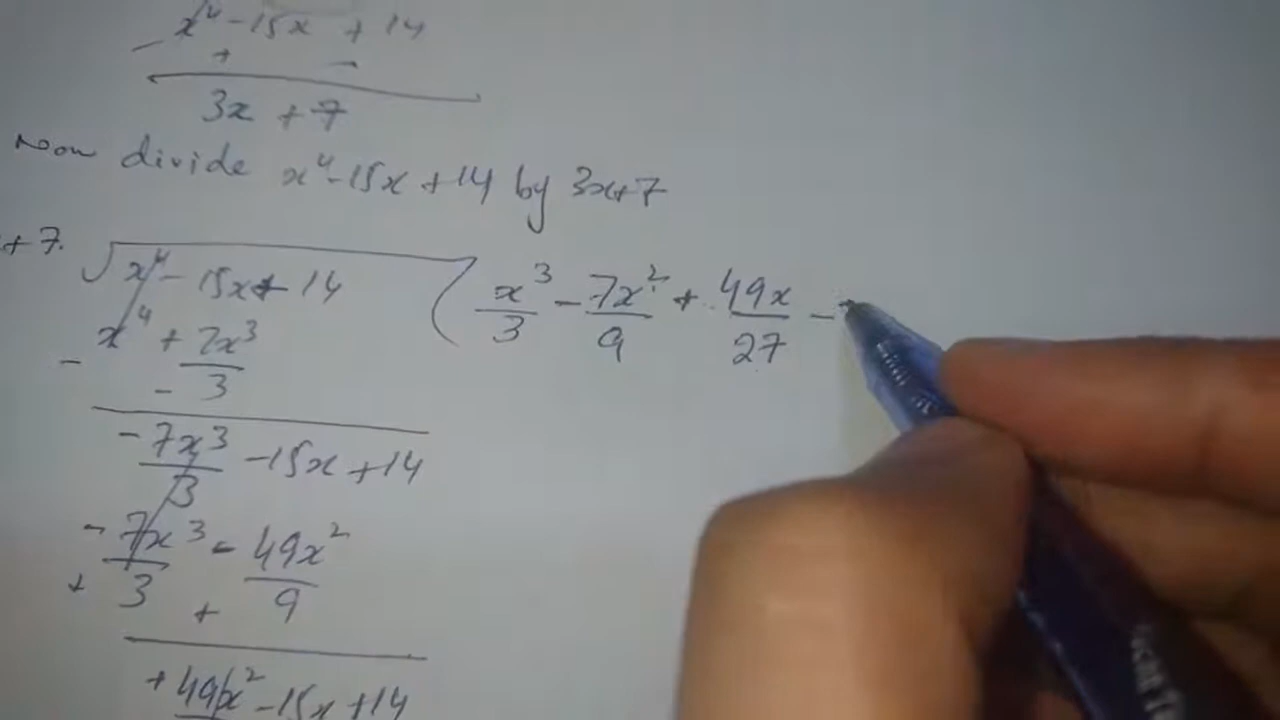 x⁴ - 15x + 14
- + -
3x + 7
Now divide x⁴ - 15x + 14 by 3x+7
+ 7. √ x⁴ - 15x + 14 ( x³/3 - 7x²/9 + 49x/27 -
x⁴ + 7x³/3
- -
- 7x³/3 - 15x + 14
- 7x³/3 - 49x²/9
+ +
+ 49x² - 15x + 14